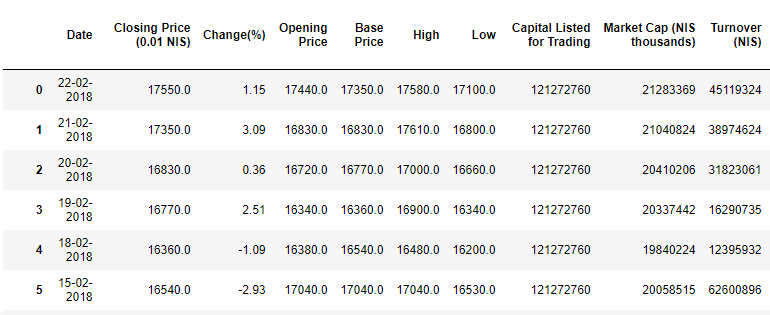 Date Closing Price (0.01 NIS) Change(%) Opening Price Base Price High Low Capital Listed for Trading Market Cap (NIS thousands) Turnover (NIS)
0 22-02-2018 17550.0 1.15 17440.0 17350.0 17580.0 17100.0 121272760 21283369 45119324
1 21-02-2018 17350.0 3.09 16830.0 16830.0 17610.0 16800.0 121272760 21040824 38974624
2 20-02-2018 16830.0 0.36 16720.0 16770.0 17000.0 16660.0 121272760 20410206 31823061
3 19-02-2018 16770.0 2.51 16340.0 16360.0 16900.0 16340.0 121272760 20337442 16290735
4 18-02-2018 16360.0 -1.09 16380.0 16540.0 16480.0 16200.0 121272760 19840224 12395932
5 15-02-2018 16540.0 -2.93 17040.0 17040.0 17040.0 16530.0 121272760 20058515 62600896